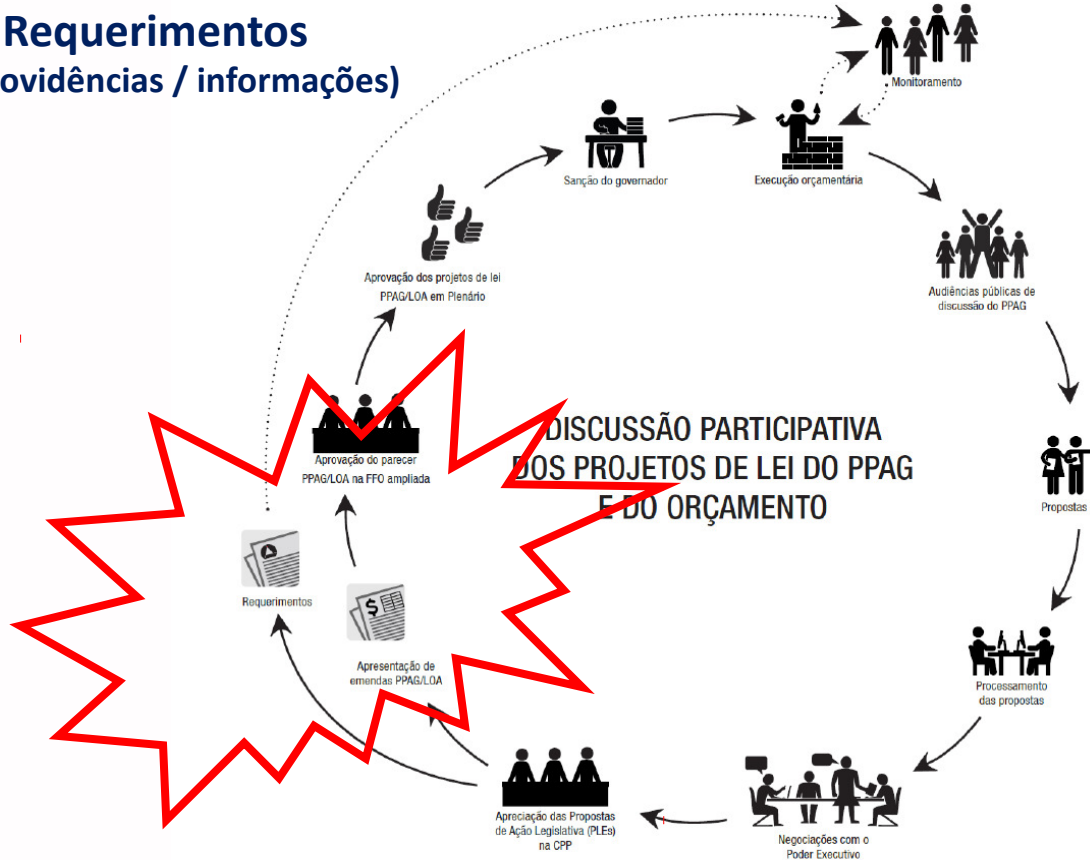 Requerimentos
ovidências / informações)
Monitoramento
Sanção do governador
Execução orçamentária
Aprovação dos projetos de lei
PPAG/LOA em Plenário
Audiências públicas de
discussão do PPAG
Aprovação do parecer
PPAG/LOA na FFO ampliada
DISCUSSÃO PARTICIPATIVA
DOS PROJETOS DE LEI DO PPAG
E DO ORÇAMENTO
Propostas
Requerimentos
$
Apresentação de
emendas PPAG/LOA
Processamento
das propostas
Apreciação das Propostas
de Ação Legislativa (PLEs)
na CPP
Negociações com o
Poder Executivo